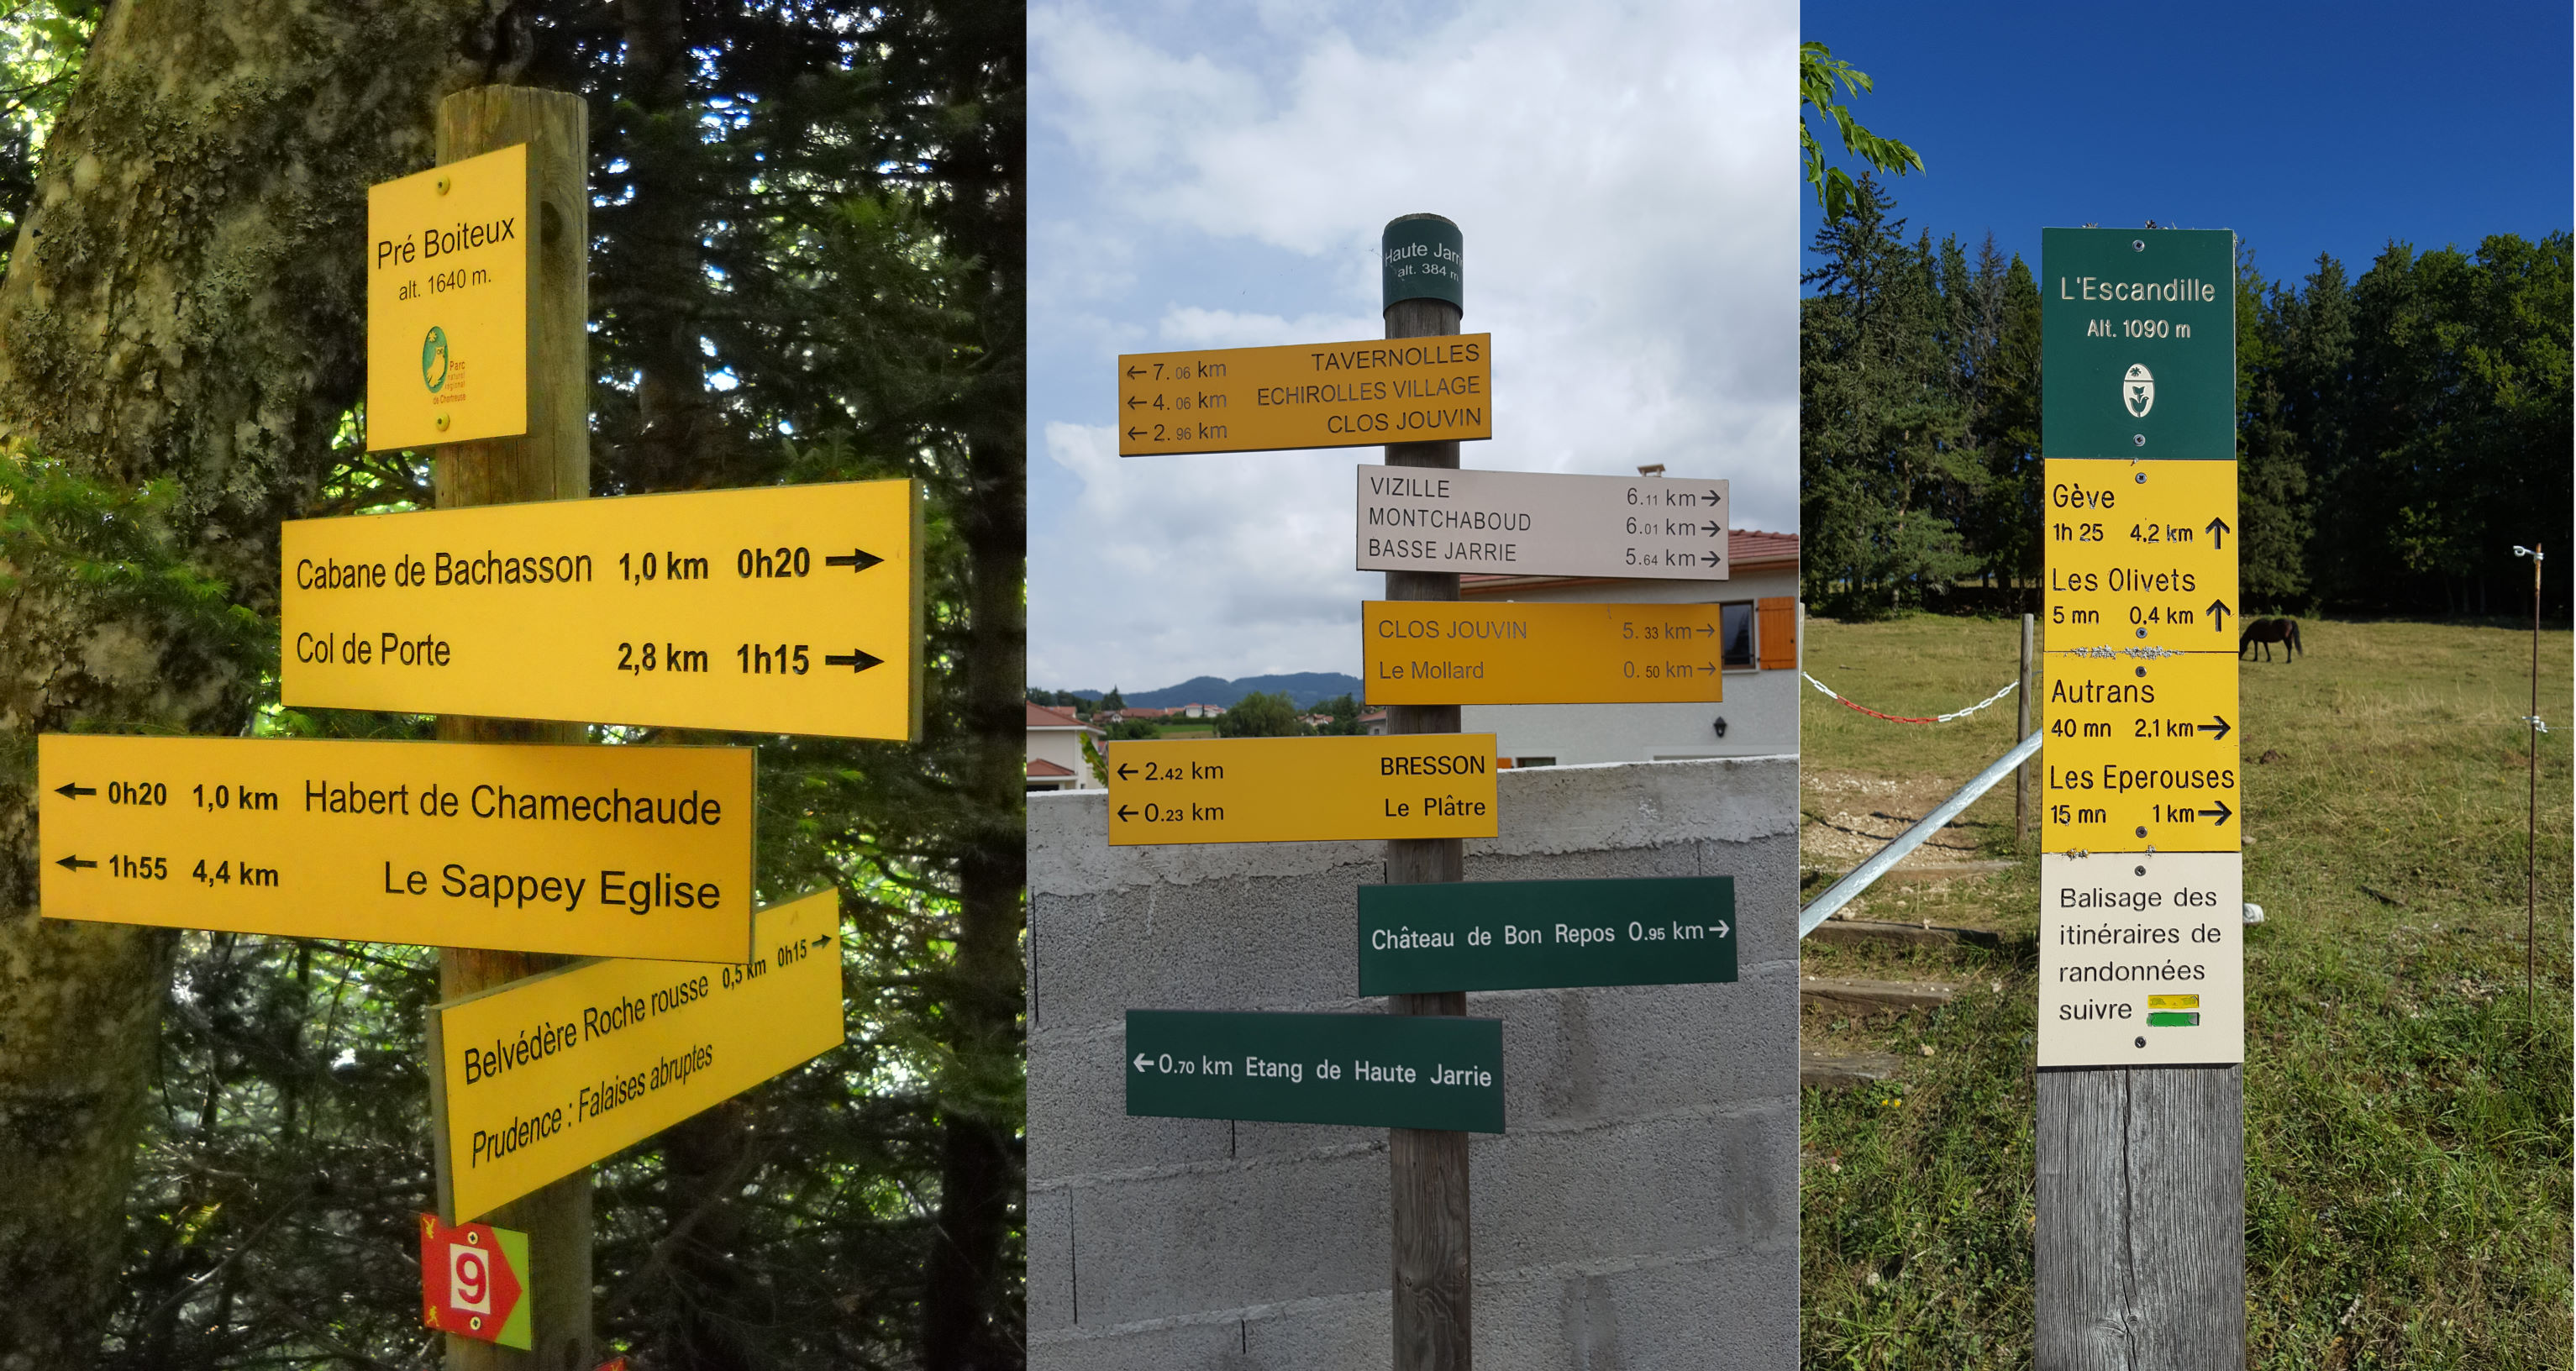 Pré Boiteux
alt. 1640 m.
Parc
naturel
régional
de Chartreuse
Cabane de Bachasson 1,0 km 0h20 →
Col de Porte 2,8 km 1h15 →
← 0h20 1,0 km Habert de Chamechaude
← 1h55 4,4 km Le Sappey Eglise
Belvédère Roche rousse 0,5 km 0h15 →
Prudence : Falaises abruptes
9
Haute Jarr
alt. 384 m
← 7.06 km TAVERNOLLES
← 4.06 km ECHIROLLES VILLAGE
← 2.96 km CLOS JOUVIN
VIZILLE 6.11 km →
MONTCHABOUD 6.01 km →
BASSE JARRIE 5.64 km →
CLOS JOUVIN 5.33 km →
Le Mollard 0.50 km →
← 2.42 km BRESSON
← 0.23 km Le Plâtre
Château de Bon Repos 0.95 km →
← 0.70 km Etang de Haute Jarrie
L'Escandille
Alt. 1090 m
Gève
1h 25 4.2 km ↑
Les Olivets
5 mn 0.4 km ↑
Autrans
40 mn 2.1 km →
Les Eperouses
15 mn 1 km →
Balisage des
itinéraires de
randonnées
suivre